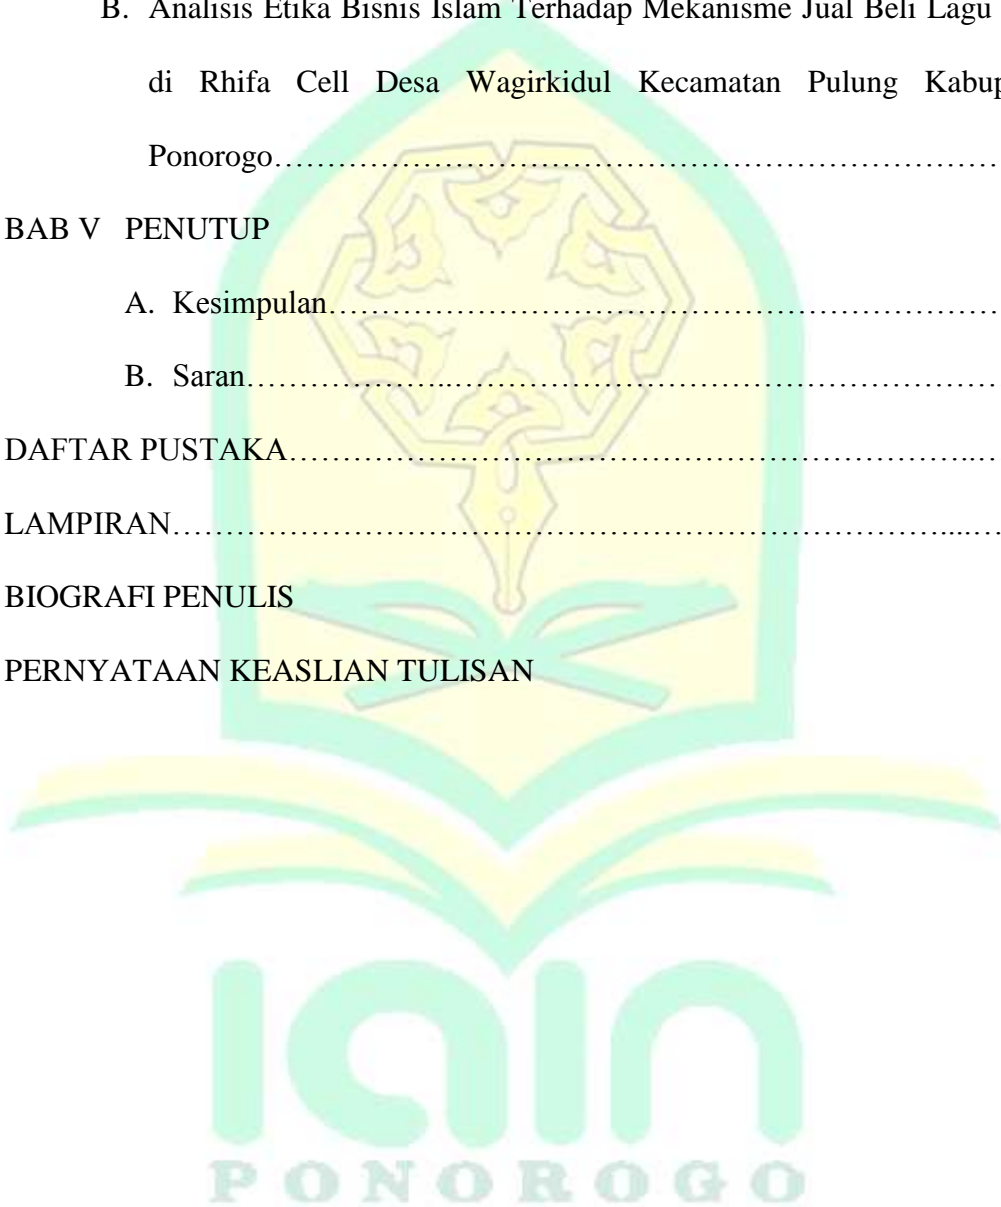 B. Analisis Etika Bisnis Islam Terhadap Mekanisme Jual Beli Lagu
di Rhifa Cell Desa Wagirkidul Kecamatan Pulung
Ponorogo……………………………………………………………………
BAB V PENUTUP
A. Kesimpulan………………………………………………………………
B. Saran………………..……………………………………………………
DAFTAR PUSTAKA………………………………………………………………..…
LAMPIRAN……………………………………………………………………....….
BIOGRAFI PENULIS
PERNYATAAN KEASLIAN TULISAN
IAIN
PONOROGO